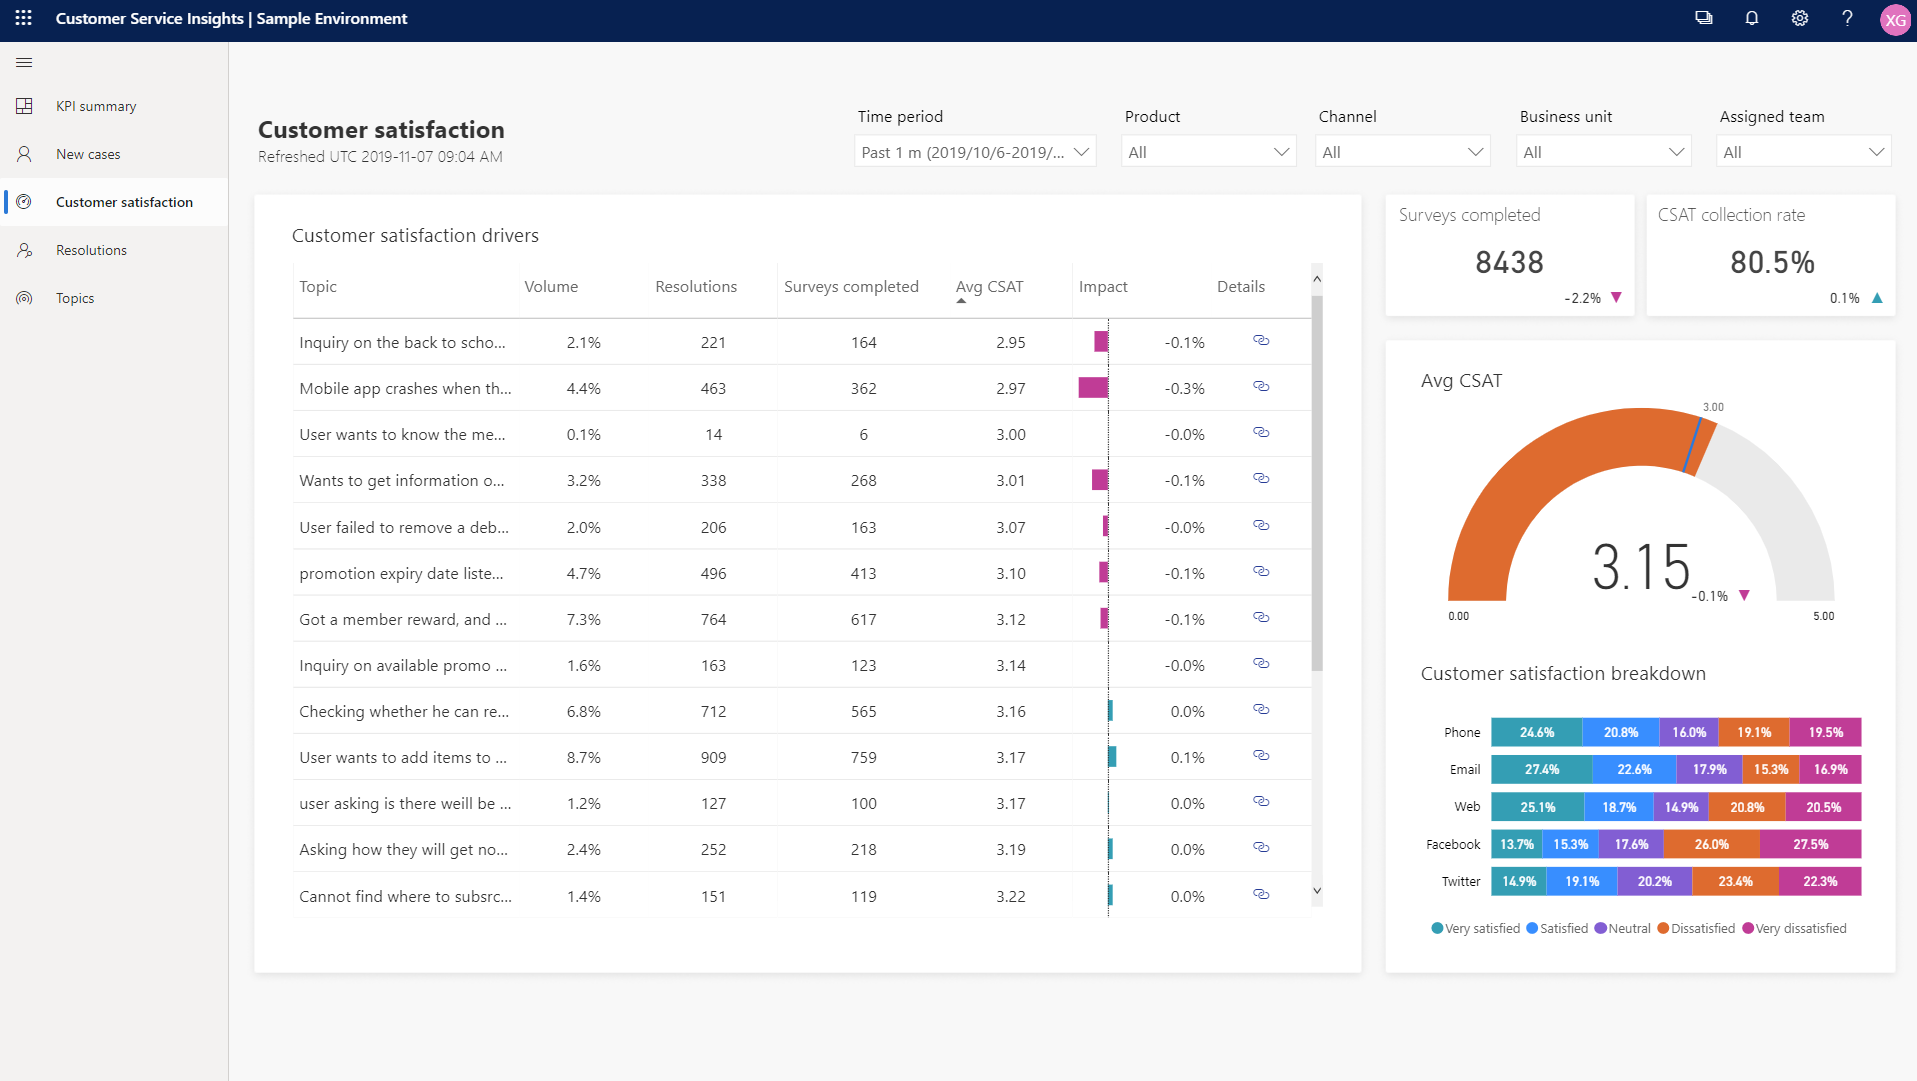 Customer Service Insights | Sample Environment
XG
KPI summary
New cases
Customer satisfaction
Resolutions
Topics
Customer satisfaction
Refreshed UTC 2019-11-07 09:04 AM
Time period
Past 1 m (2019/10/6-2019/...
Product
All
Channel
All
Business unit
All
Assigned team
All
Customer satisfaction drivers
Topic Volume Resolutions Surveys completed Avg CSAT Impact Details
Inquiry on the back to scho... 2.1% 221 164 2.95 -0.1%
Mobile app crashes when th... 4.4% 463 362 2.97 -0.3%
User wants to know the me... 0.1% 14 6 3.00 -0.0%
Wants to get information o... 3.2% 338 268 3.01 -0.1%
User failed to remove a deb... 2.0% 206 163 3.07 -0.0%
promotion expiry date liste... 4.7% 496 413 3.10 -0.1%
Got a member reward, and ... 7.3% 764 617 3.12 -0.1%
Inquiry on available promo ... 1.6% 163 123 3.14 -0.0%
Checking whether he can re... 6.8% 712 565 3.16 0.0%
User wants to add items to ... 8.7% 909 759 3.17 0.1%
user asking is there weill be ... 1.2% 127 100 3.17 0.0%
Asking how they will get no... 2.4% 252 218 3.19 0.0%
Cannot find where to subsrc... 1.4% 151 119 3.22 0.0%
Surveys completed
8438
-2.2%
CSAT collection rate
80.5%
0.1%
Avg CSAT
3.00
3.15
-0.1%
0.00 5.00
Customer satisfaction breakdown
Phone 24.6% 20.8% 16.0% 19.1% 19.5%
Email 27.4% 22.6% 17.9% 15.3% 16.9%
Web 25.1% 18.7% 14.9% 20.8% 20.5%
Facebook 13.7% 15.3% 17.6% 26.0% 27.5%
Twitter 14.9% 19.1% 20.2% 23.4% 22.3%
Very satisfied Satisfied Neutral Dissatisfied Very dissatisfied